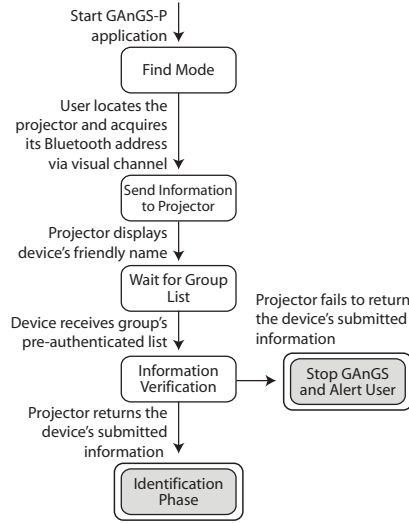 Start GAnGS-P
application
Find Mode
User locates the
projector and acquires
its Bluetooth address
via visual channel
Send Information
to Projector
Projector displays
device's friendly name
Wait for Group
List
Device receives group's
pre-authenticated list
Information
Verification
Projector fails to return
the device's submitted
information
Stop GAnGS
and Alert User
Projector returns the
device's submitted
information
Identification
Phase